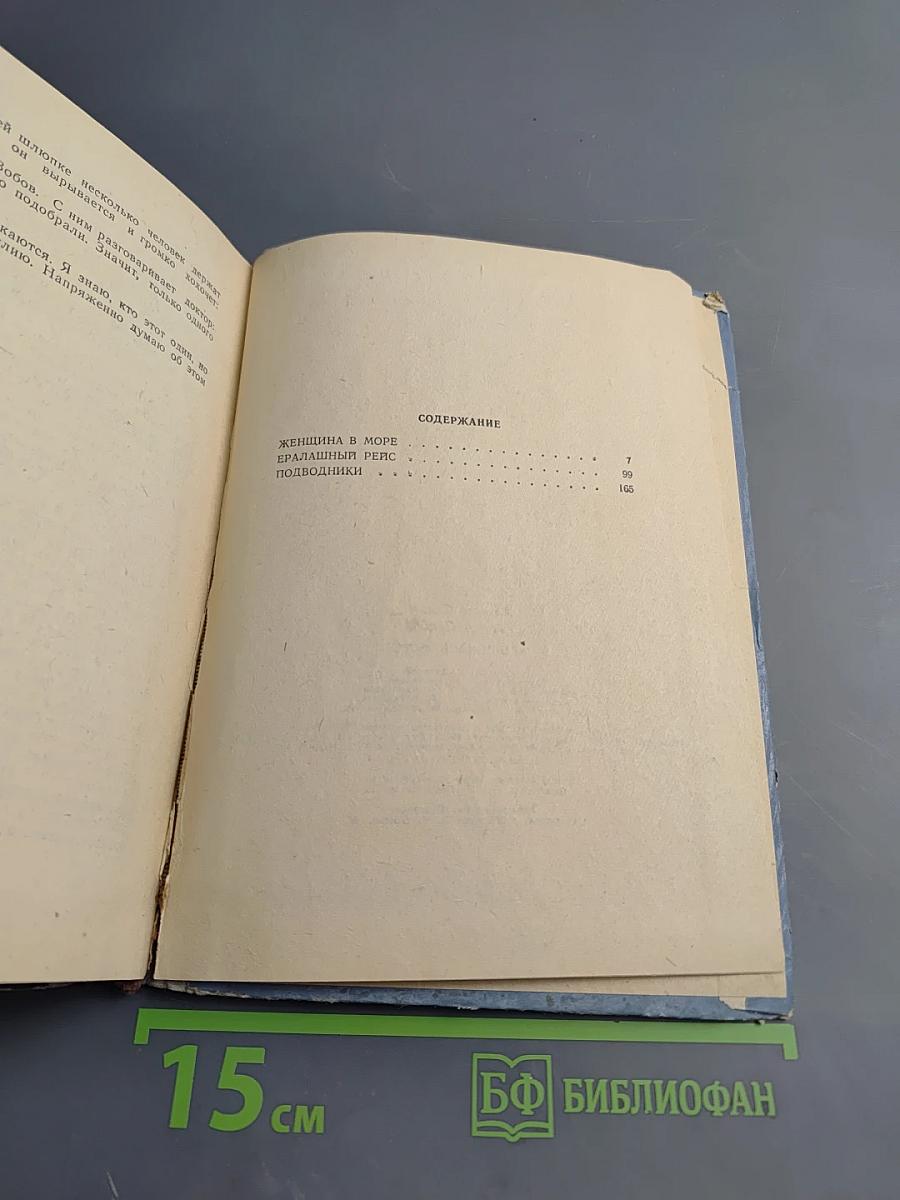 ей шлюпке несколько человек держат
он вырывается и громко хохочет.
Зобов. С ним разговаривает доктор:
о подобрали. Значит, только одного
каются. Я знаю, кто этот один, но
лию. Напряженно думаю об этом
СОДЕРЖАНИЕ
ЖЕНЩИНА В МОРЕ . . . . . . . . . . . . . . . 7
ЕРАЛАШНЫЙ РЕЙС . . . . . . . . . . . . . . . 99
ПОДВОДНИКИ . . . . . . . . . . . . . . . . . 165
15 см
БФ БИБЛИОФАН